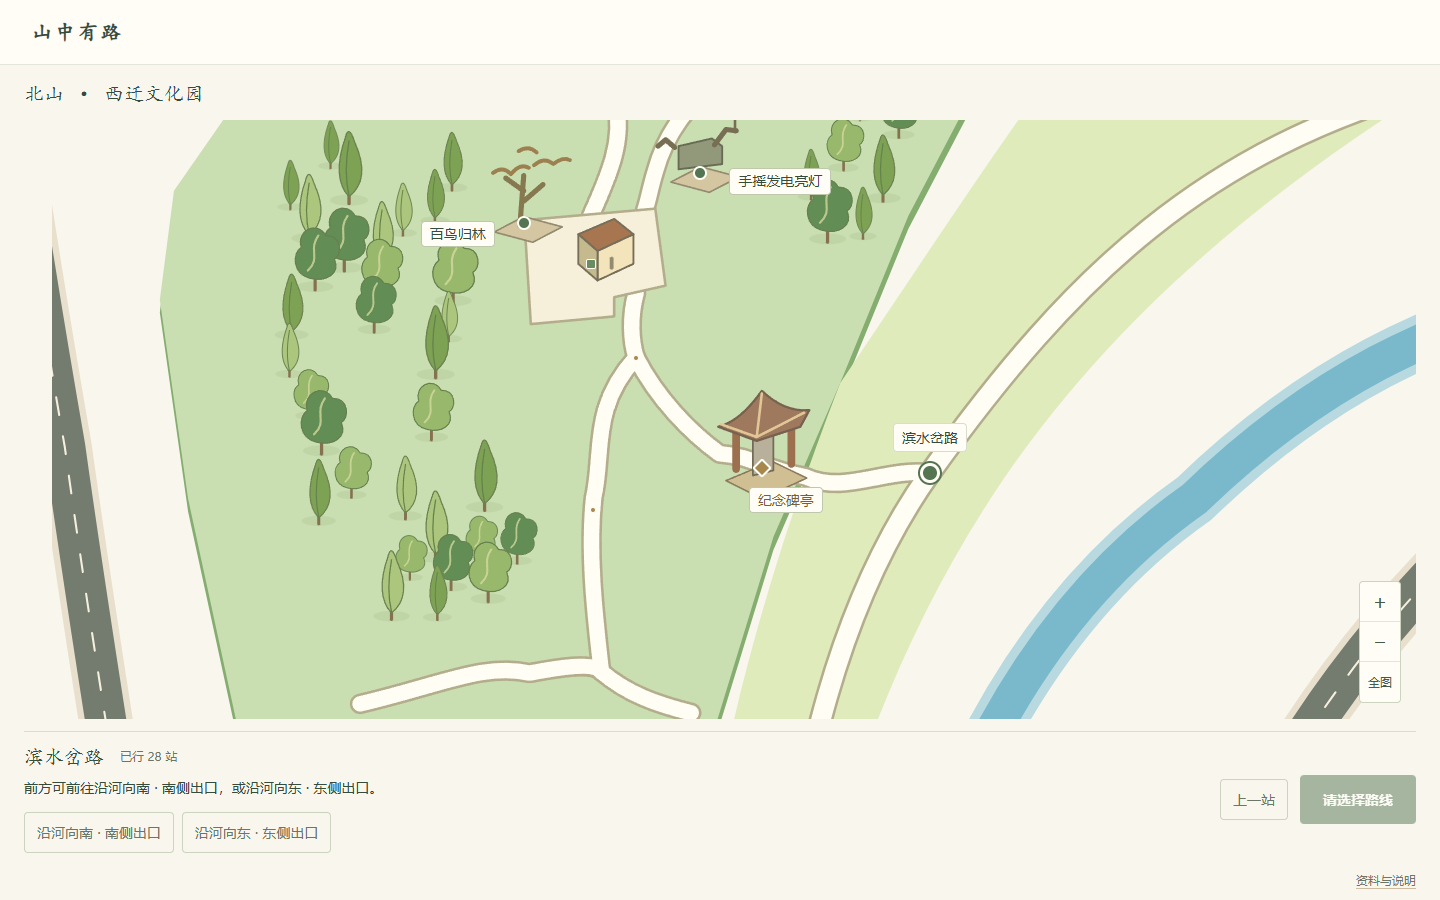 山中有路
北山 • 西迁文化园
手摇发电亮灯
百鸟归林
滨水岔路
纪念碑亭
+
−
全图
滨水岔路 已行 28 站
前方可前往沿河向南 · 南侧出口，或沿河向东 · 东侧出口。
上一站 请选择路线
沿河向南 · 南侧出口 沿河向东 · 东侧出口
资料与说明